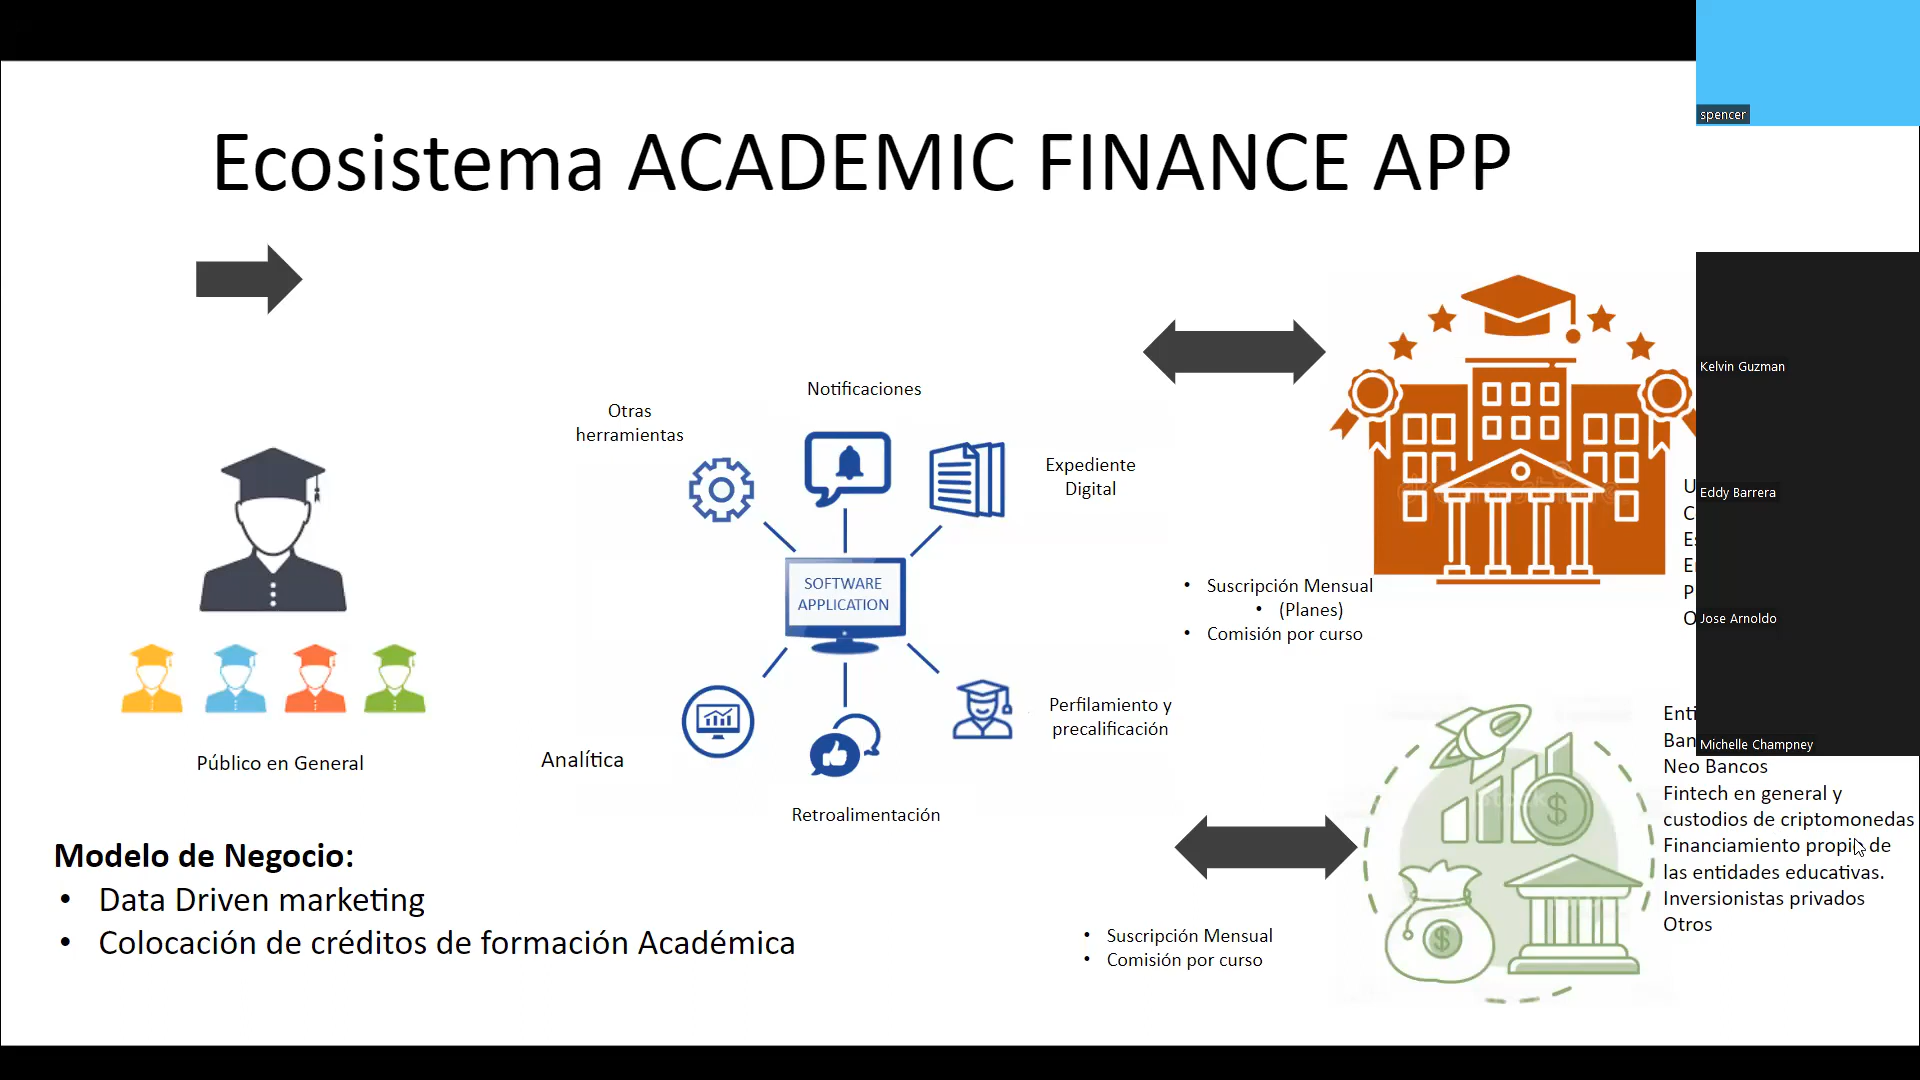 Ecosistema ACADEMIC FINANCE APP
spencer
Kelvin Guzman
Eddy Barrera
Jose Arnoldo
Michelle Champney
Notificaciones
Otras
herramientas
Expediente
Digital
SOFTWARE
APPLICATION
• Suscripción Mensual
• (Planes)
• Comisión por curso
Perfilamiento y
precalificación
Analítica
Retroalimentación
Público en General
Neo Bancos
Fintech en general y
custodios de criptomonedas
Financiamiento propio de
las entidades educativas.
Inversionistas privados
Otros
Modelo de Negocio:
• Data Driven marketing
• Colocación de créditos de formación Académica
• Suscripción Mensual
• Comisión por curso